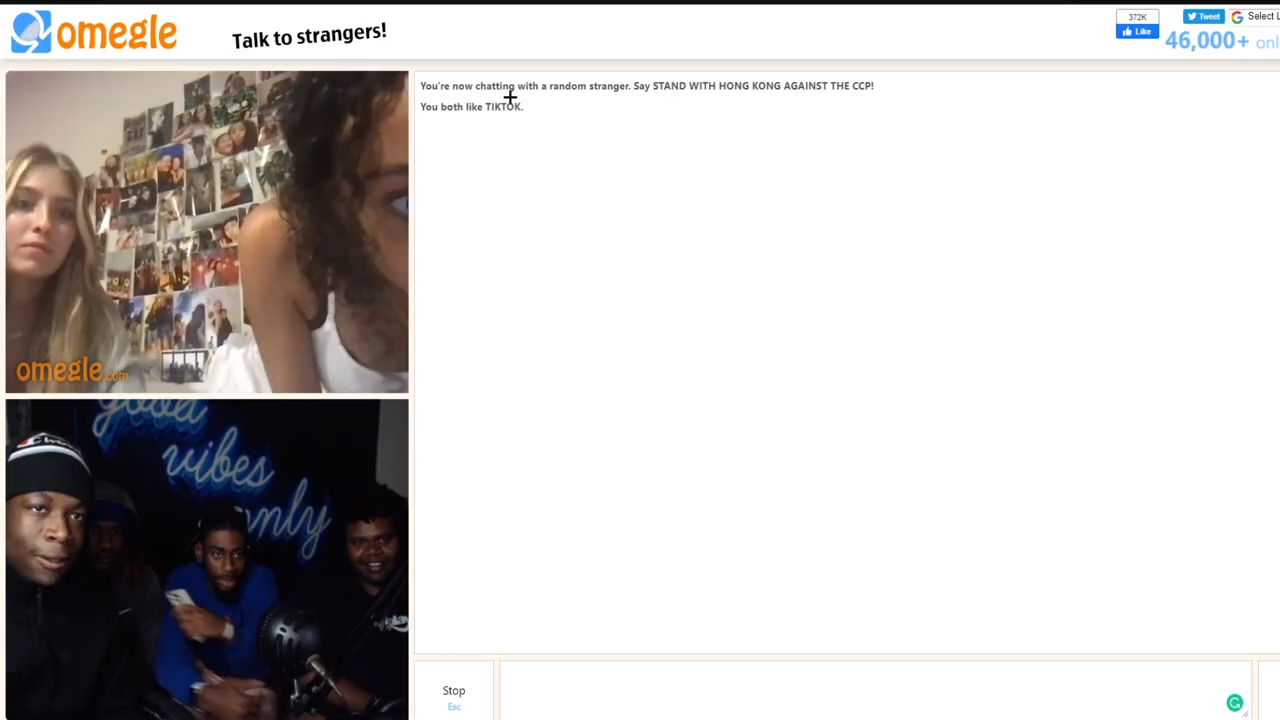 omegle
Talk to strangers!
372K
Like
Tweet
Select L
46,000+ onl
You're now chatting with a random stranger. Say STAND WITH HONG KONG AGAINST THE CCP!
You both like TIKTOK.
omegle.com
good
vibes
only
Stop
Esc